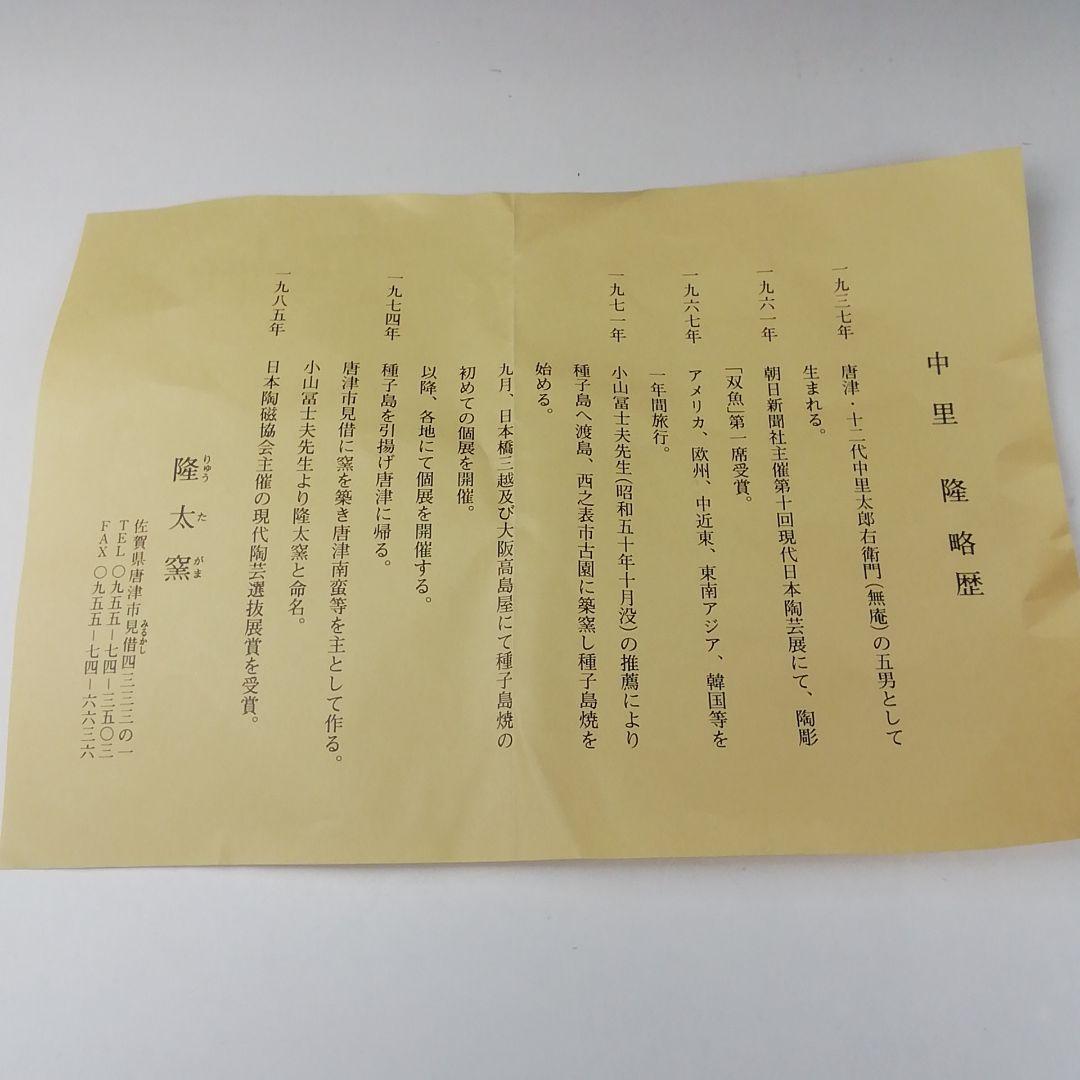 中里 隆略歴
一九三七年 唐津・十二代中里太郎右衛門(無庵)の五男として
生まれる。
一九六一年 朝日新聞社主催第十回現代日本陶芸展にて、陶彫
「双魚」第一席受賞。
一九六七年 アメリカ、欧州、中近東、東南アジア、韓国等を
一年間旅行。
一九七一年 小山冨士夫先生(昭和五十年十月没)の推薦により
種子島へ渡島、西之表市古園に築窯し種子島焼を
始める。
九月、日本橋三越及び大阪高島屋にて種子島焼の
初めての個展を開催。
以降、各地にて個展を開催する。
一九七四年 種子島を引揚げ唐津に帰る。
唐津市見借に窯を築き唐津南蛮等を主として作る。
小山冨士夫先生より隆太窯と命名。
一九八五年 日本陶磁協会主催の現代陶芸選抜展賞を受賞。
りゅう た がま
隆太窯
みるかし
佐賀県唐津市見借四三三三の一
TEL 〇九五五―七四―三五〇三
FAX 〇九五五―七四―六六三六